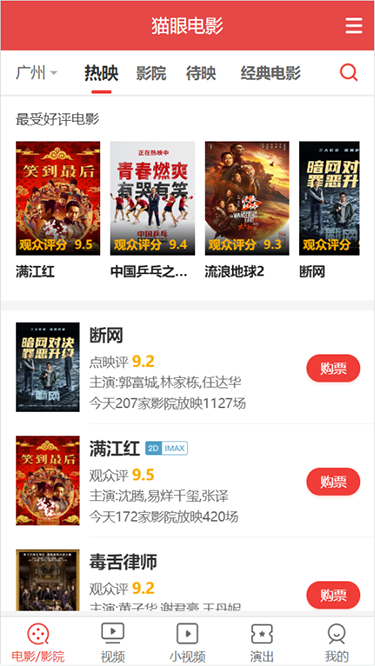 猫眼电影
广州 热映 影院 待映 经典电影
最受好评电影
笑到最后
观众评分 9.5
满江红
正在热映中
青春燃爽
有哭有笑
中国乒乓
观众评分 9.4
中国乒乓之...
观众评分 9.3
流浪地球2
暗网对决
罪恶升级
断网
暗网对决
罪恶升级
断网
点映评 9.2
主演:郭富城,林家栋,任达华
今天207家影院放映1127场
购票
笑到最后
满江红 2D IMAX
观众评 9.5
主演:沈腾,易烊千玺,张译
今天172家影院放映420场
购票
毒舌律师
观众评 9.2
主演:黄子华,谢君豪,王丹妮
购票
电影/影院 视频 小视频 演出 我的